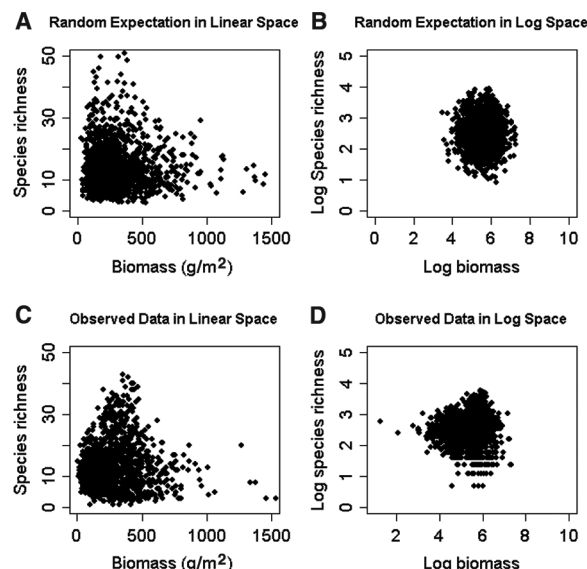 A Random Expectation in Linear Space
Species richness
50
30
10
0
0 500 1000 1500
Biomass (g/m²)
B Random Expectation in Log Space
Log Species richness
5
4
3
2
1
0
0 2 4 6 8 10
Log biomass
C Observed Data in Linear Space
Species richness
50
30
10
0
0 500 1000 1500
Biomass (g/m²)
D Observed Data in Log Space
Log species richness
5
4
3
2
1
0
2 4 6 8 10
Log biomass